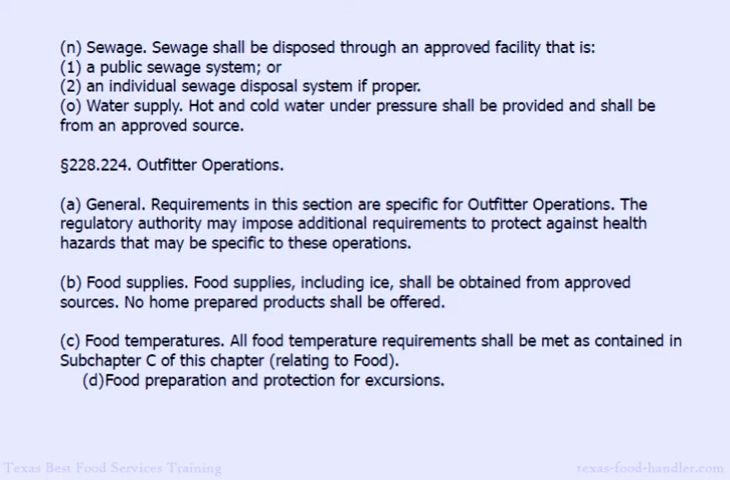 (n) Sewage. Sewage shall be disposed through an approved facility that is:
(1) a public sewage system; or
(2) an individual sewage disposal system if proper.
(o) Water supply. Hot and cold water under pressure shall be provided and shall be
from an approved source.
§228.224. Outfitter Operations.
(a) General. Requirements in this section are specific for Outfitter Operations. The
regulatory authority may impose additional requirements to protect against health
hazards that may be specific to these operations.
(b) Food supplies. Food supplies, including ice, shall be obtained from approved
sources. No home prepared products shall be offered.
(c) Food temperatures. All food temperature requirements shall be met as contained in
Subchapter C of this chapter (relating to Food).
(d)Food preparation and protection for excursions.
Texas Best Food Services Training
texas-food-handler.com